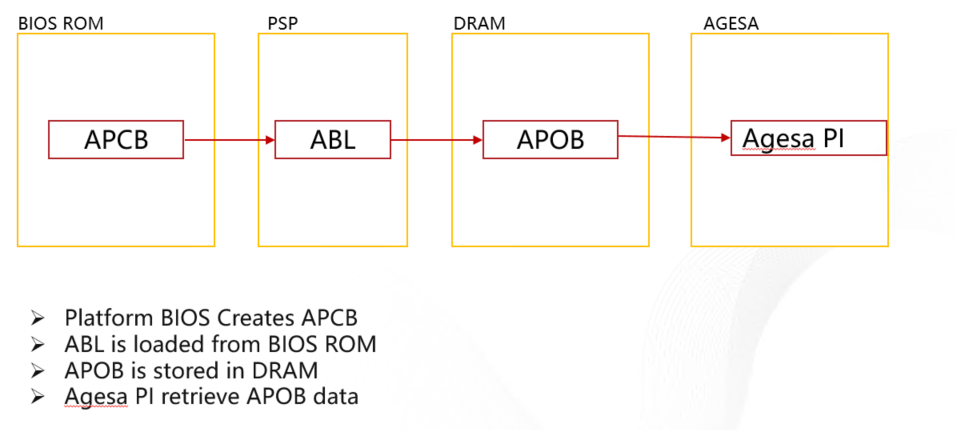 BIOS ROM PSP DRAM AGESA
APCB ABL APOB Agesa PI
➢ Platform BIOS Creates APCB
➢ ABL is loaded from BIOS ROM
➢ APOB is stored in DRAM
➢ Agesa PI retrieve APOB data